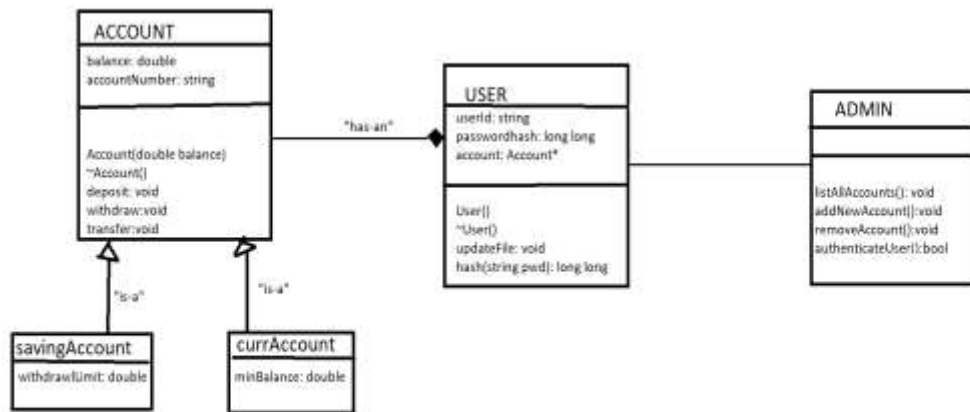 ACCOUNT
balance: double
accountNumber: string
Account(double balance)
~Account()
deposit: void
withdraw:void
transfer:void
"has-an"
USER
userId: string
passwordhash: long long
account: Account*
User()
~User()
updateFile: void
hash(string pwd): long long
ADMIN
listAllAccounts(): void
addNewAccount():void
removeAccount():void
authenticateUser():bool
"is-a"
"is-a"
savingAccount
withdrawlLimit: double
currAccount
minBalance: double